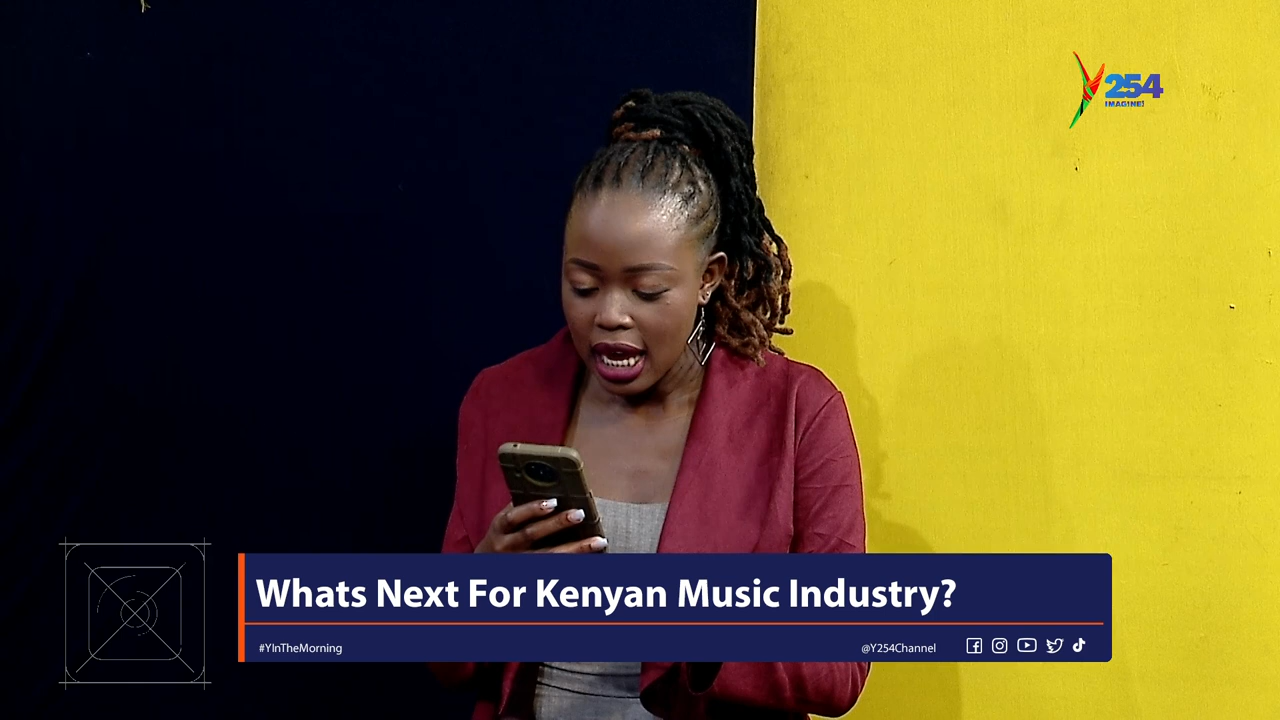 Y254
IMAGINE!
Whats Next For Kenyan Music Industry?
#YInTheMorning
@Y254Channel